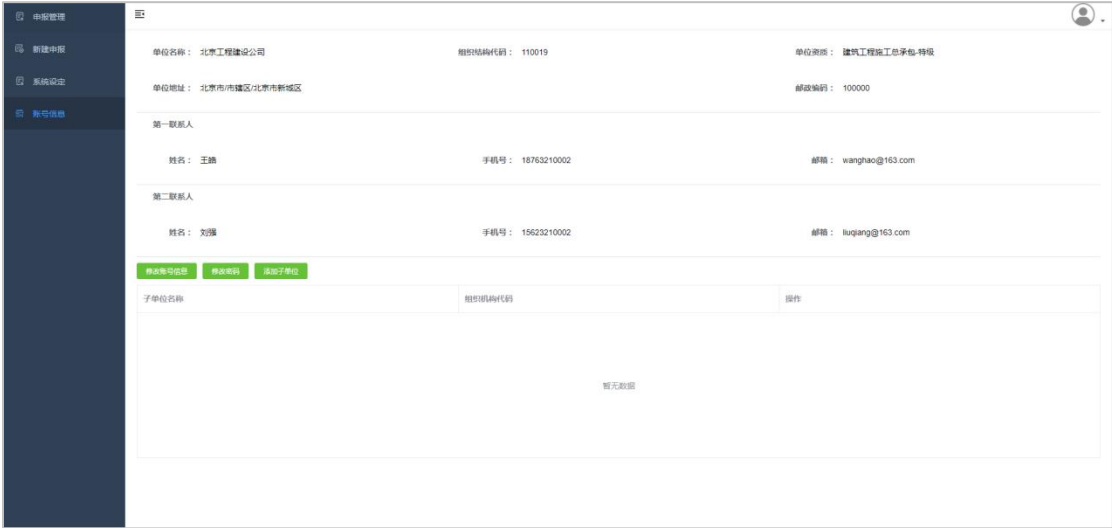 申报管理
新建申报
系统设定
账号信息
单位名称： 北京工程建设公司 组织结构代码： 110019 单位资质： 建筑工程施工总承包-特级
单位地址： 北京市/市辖区/北京市新城区 邮政编码： 100000
第一联系人
姓名： 王皓 手机号： 18763210002 邮箱： wanghao@163.com
第二联系人
姓名： 刘强 手机号： 15623210002 邮箱： liuqiang@163.com
修改账号信息 修改密码 添加子单位
子单位名称 组织机构代码 操作
暂无数据